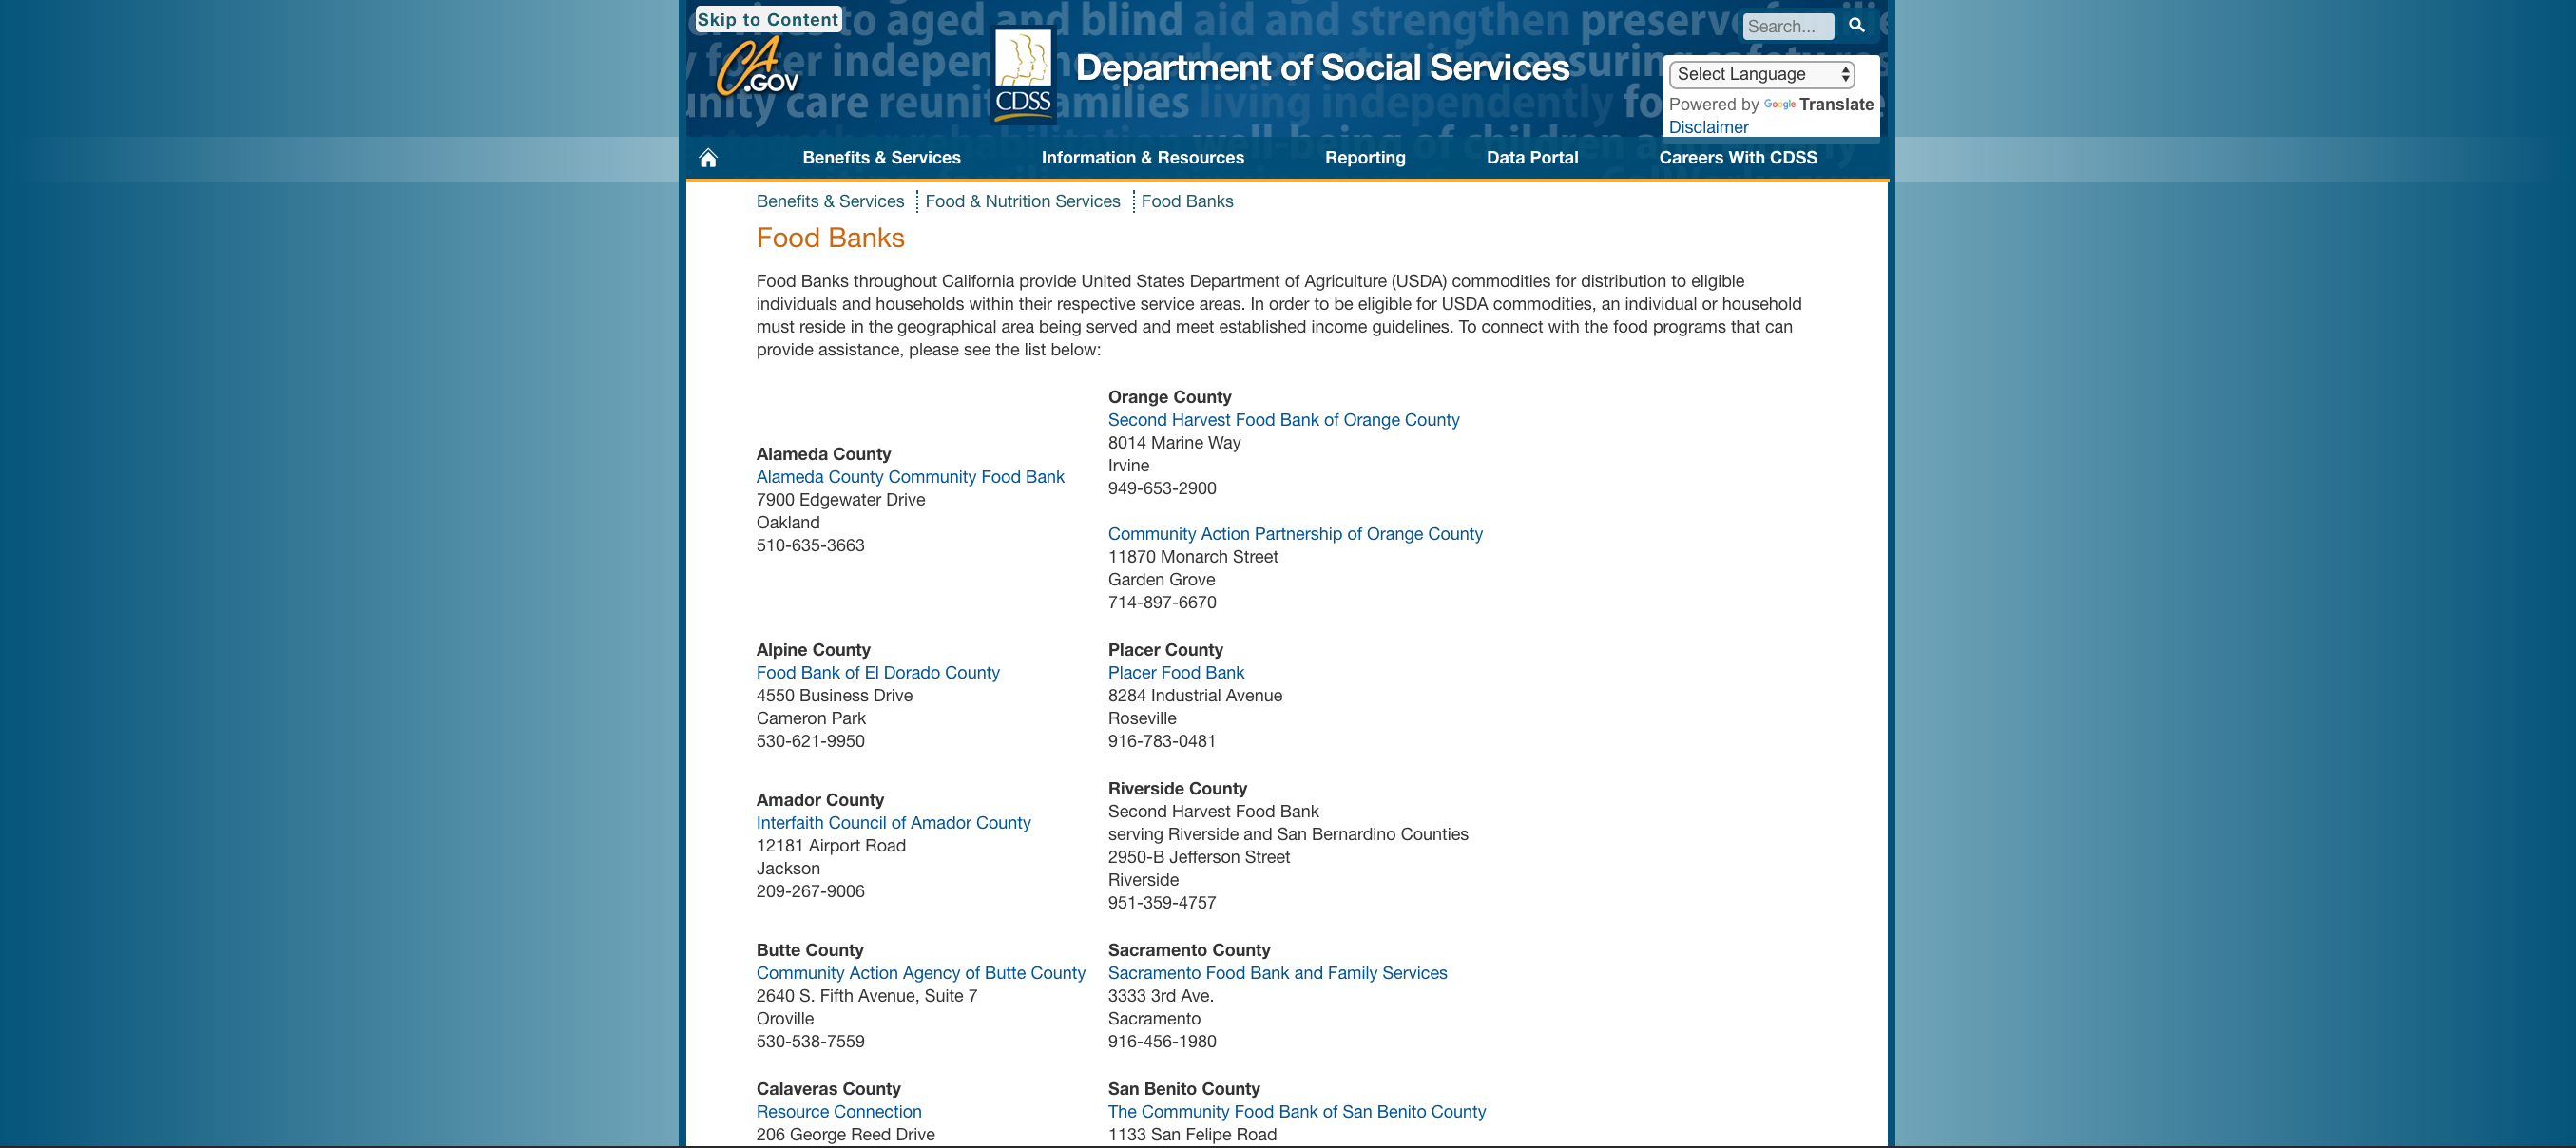 Skip to Content
to aged and blind aid and strengthen
Search...
CA
.GOV
CDSS
Department of Social Services
Select Language
Powered by Google Translate
Disclaimer
Benefits & Services
Information & Resources
Reporting
Data Portal
Careers With CDSS
Benefits & Services
Food & Nutrition Services
Food Banks
Food Banks
Food Banks throughout California provide United States Department of Agriculture (USDA) commodities for distribution to eligible
individuals and households within their respective service areas. In order to be eligible for USDA commodities, an individual or household
must reside in the geographical area being served and meet established income guidelines. To connect with the food programs that can
provide assistance, please see the list below:
Alameda County
Alameda County Community Food Bank
7900 Edgewater Drive
Oakland
510-635-3663
Orange County
Second Harvest Food Bank of Orange County
8014 Marine Way
Irvine
949-653-2900
Community Action Partnership of Orange County
11870 Monarch Street
Garden Grove
714-897-6670
Alpine County
Food Bank of El Dorado County
4550 Business Drive
Cameron Park
530-621-9950
Placer County
Placer Food Bank
8284 Industrial Avenue
Roseville
916-783-0481
Amador County
Interfaith Council of Amador County
12181 Airport Road
Jackson
209-267-9006
Riverside County
Second Harvest Food Bank
serving Riverside and San Bernardino Counties
2950-B Jefferson Street
Riverside
951-359-4757
Butte County
Community Action Agency of Butte County
2640 S. Fifth Avenue, Suite 7
Oroville
530-538-7559
Sacramento County
Sacramento Food Bank and Family Services
3333 3rd Ave.
Sacramento
916-456-1980
Calaveras County
Resource Connection
206 George Reed Drive
San Benito County
The Community Food Bank of San Benito County
1133 San Felipe Road